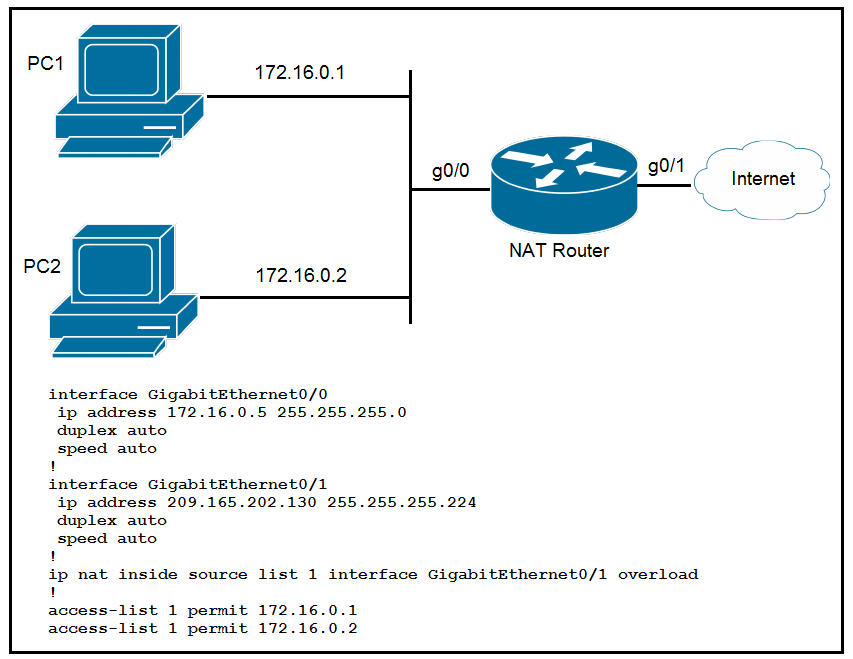 PC1
172.16.0.1
g0/0
g0/1
Internet
NAT Router
PC2
172.16.0.2
interface GigabitEthernet0/0
 ip address 172.16.0.5 255.255.255.0
 duplex auto
 speed auto
!
interface GigabitEthernet0/1
 ip address 209.165.202.130 255.255.255.224
 duplex auto
 speed auto
!
ip nat inside source list 1 interface GigabitEthernet0/1 overload
!
access-list 1 permit 172.16.0.1
access-list 1 permit 172.16.0.2